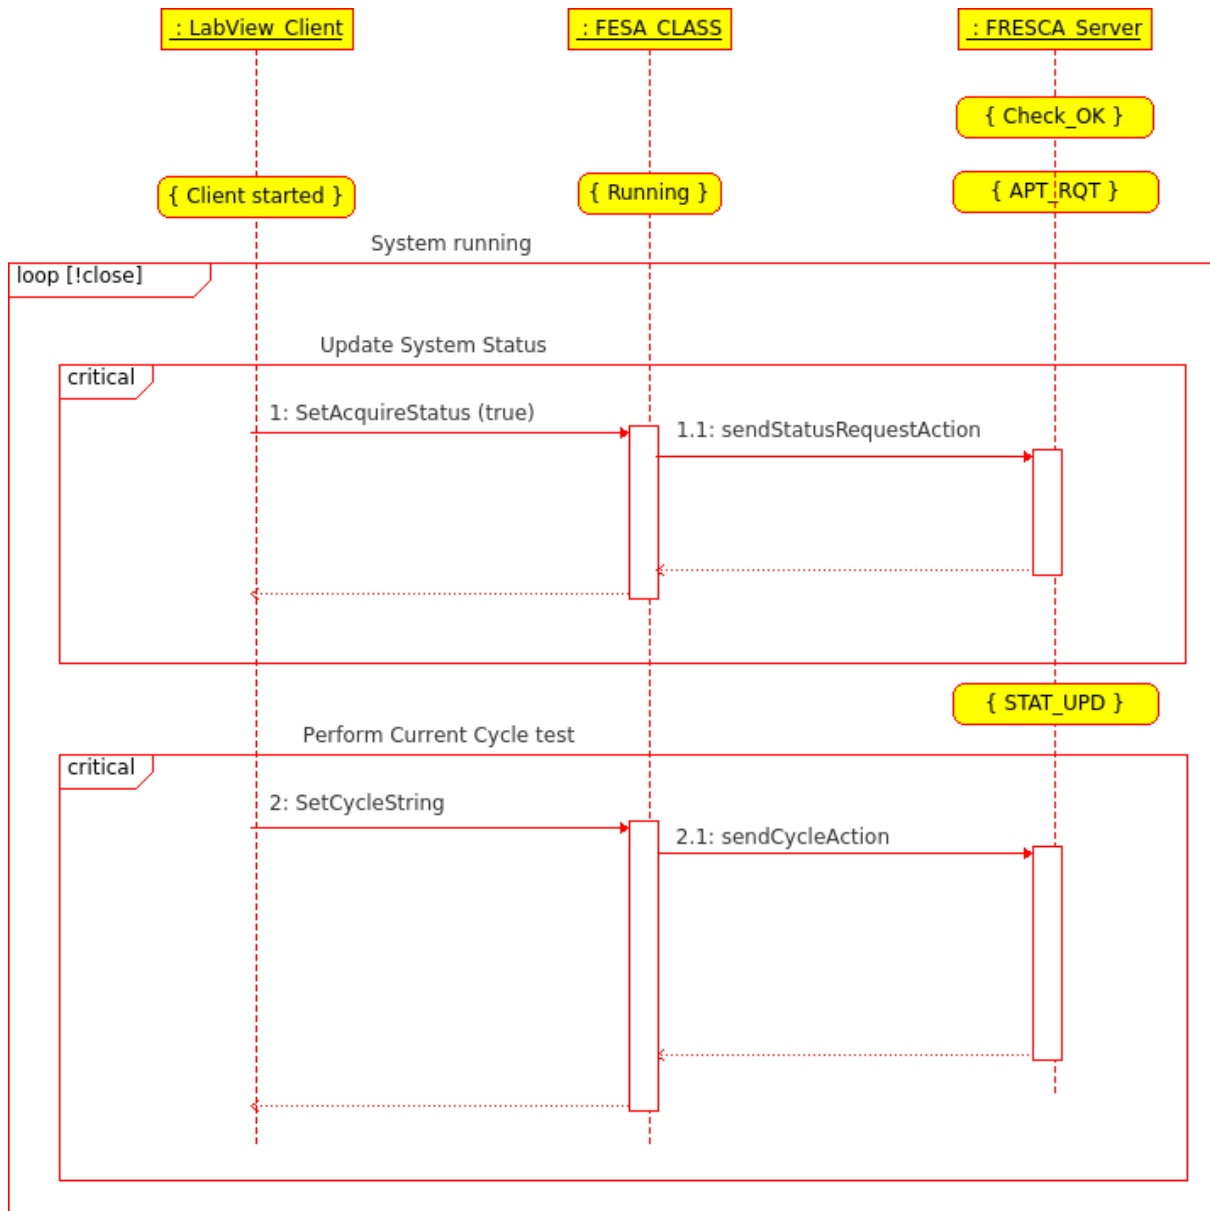 : LabView_Client
: FESA_CLASS
: FRESCA_Server
{ Check_OK }
{ Client started }
{ Running }
{ APT_RQT }
System running
loop [!close]
Update System Status
critical
1: SetAcquireStatus (true)
1.1: sendStatusRequestAction
{ STAT_UPD }
Perform Current Cycle test
critical
2: SetCycleString
2.1: sendCycleAction